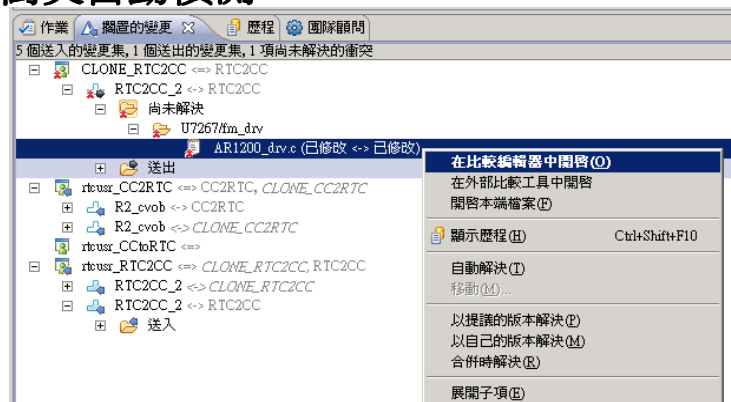 作業 擱置的變更 歷程 團隊顧問
5 個送入的變更集, 1 個送出的變更集, 1 項尚未解決的衝突
CLONE_RTC2CC <=> RTC2CC
RTC2CC_2 <-> RTC2CC
尚未解決
U7267/fm_drv
AR1200_drv.c (已修改 <-> 已修改)
送出
rtcusr_CC2RTC <=> CC2RTC, CLONE_CC2RTC
R2_cvob <-> CC2RTC
R2_cvob <-> CLONE_CC2RTC
rtcusr_CCtoRTC <=>
rtcusr_RTC2CC <=> CLONE_RTC2CC, RTC2CC
RTC2CC_2 <-> CLONE_RTC2CC
RTC2CC_2 <-> RTC2CC
送入
在比較編輯器中開啓(O)
在外部比較工具中開啓
開啓本端檔案(F)
顯示歷程(H) Ctrl+Shift+F10
自動解決(T)
移動(M)...
以提議的版本解決(P)
以自己的版本解決(M)
合併時解決(R)
展開子項(E)